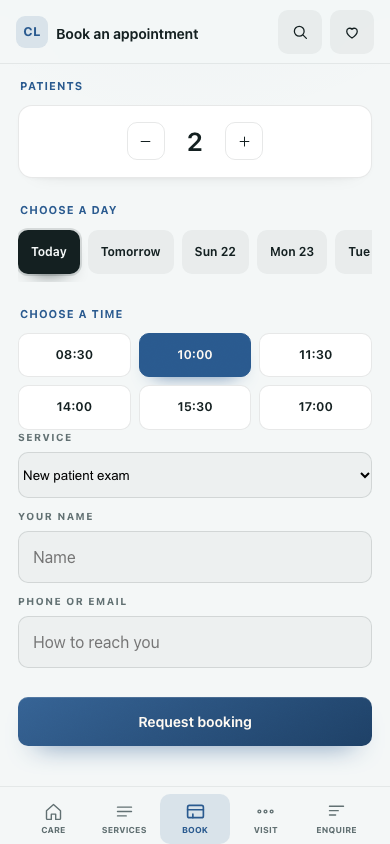 CL
Book an appointment
PATIENTS
− 2 +
CHOOSE A DAY
Today Tomorrow Sun 22 Mon 23 Tue
CHOOSE A TIME
08:30 10:00 11:30
14:00 15:30 17:00
SERVICE
New patient exam
YOUR NAME
Name
PHONE OR EMAIL
How to reach you
Request booking
CARE SERVICES BOOK VISIT ENQUIRE